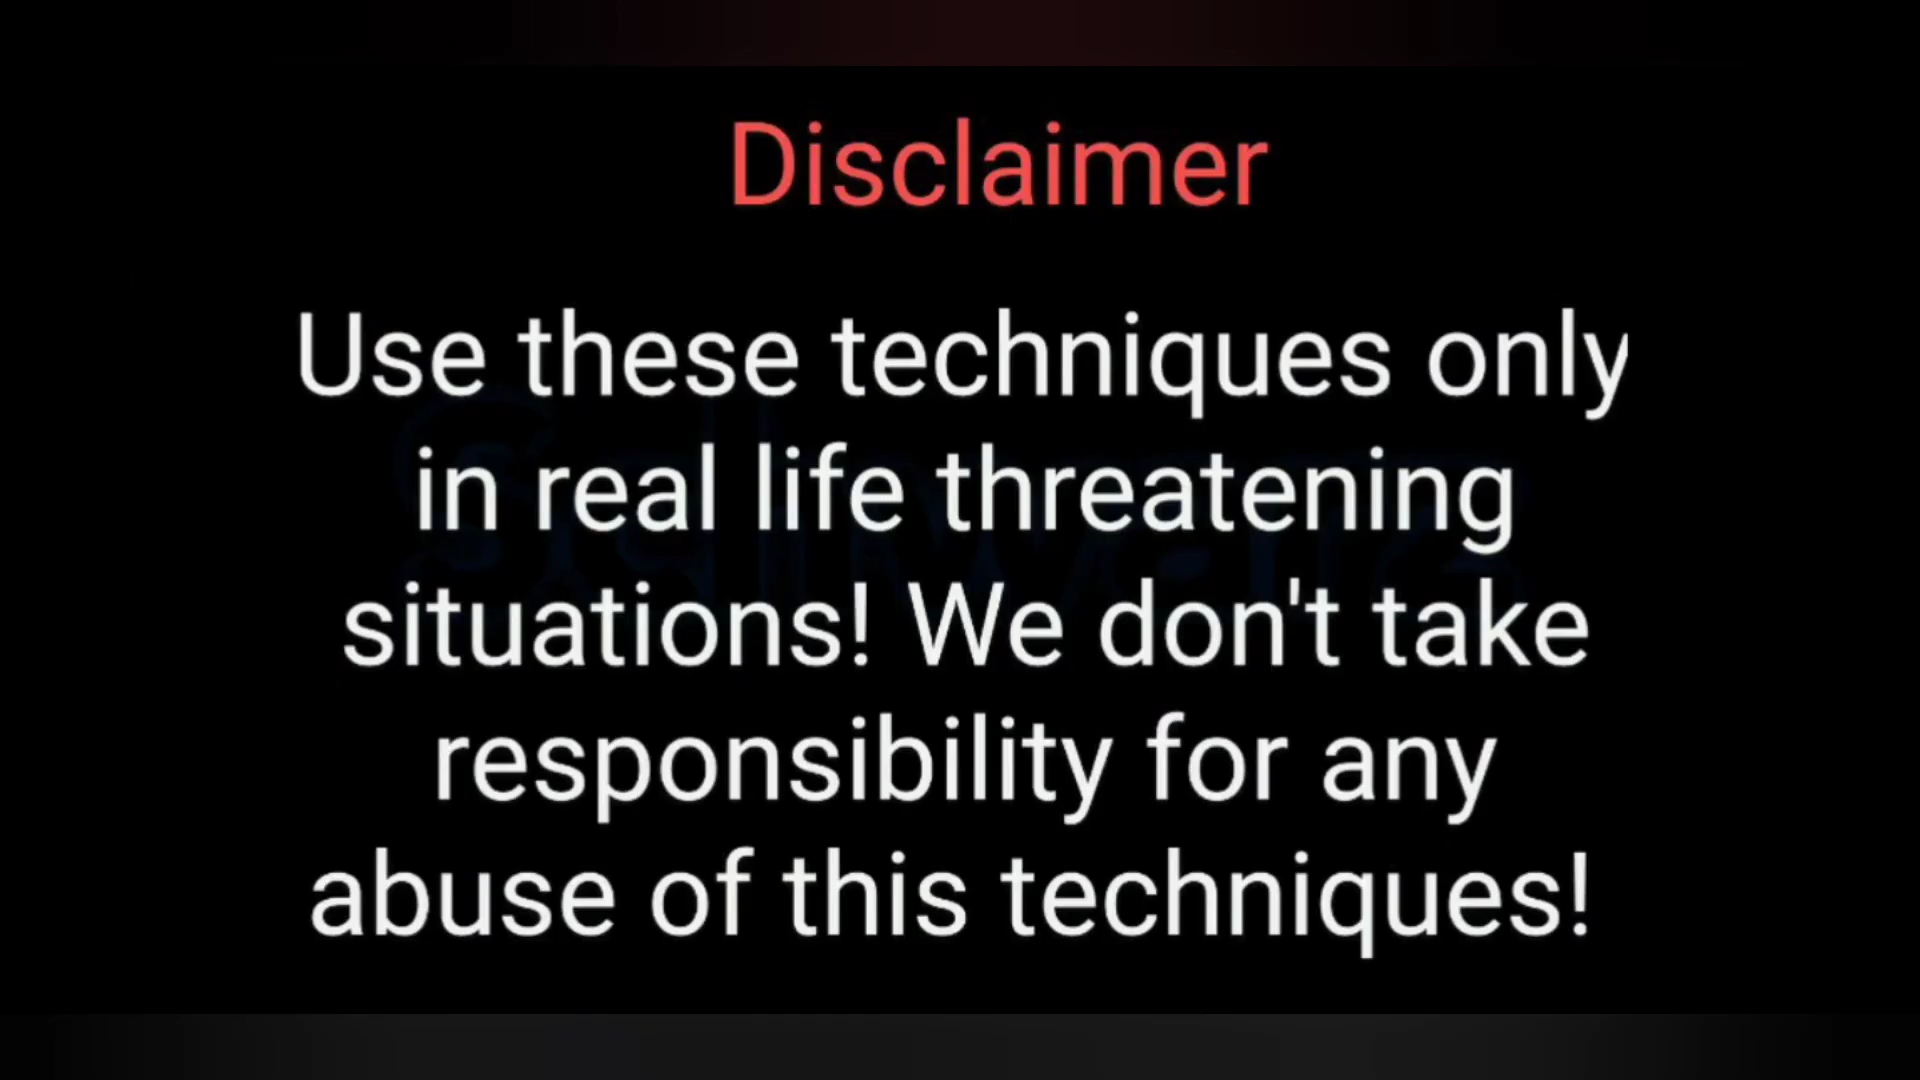 Disclaimer
Use these techniques only
in real life threatening
situations! We don't take
responsibility for any
abuse of this techniques!